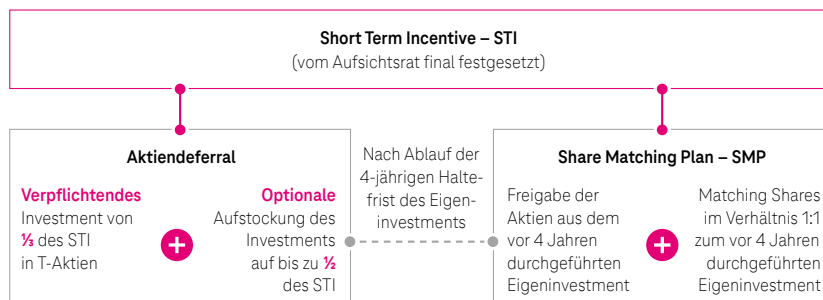 Short Term Incentive – STI
(vom Aufsichtsrat final festgesetzt)
Aktiendeferral
Verpflichtendes
Investment von
⅓ des STI
in T-Aktien
+
Optionale
Aufstockung des
Investments
auf bis zu ½
des STI
Nach Ablauf der
4-jährigen Halte-
frist des Eigen-
investments
Share Matching Plan – SMP
Freigabe der
Aktien aus dem
vor 4 Jahren
durchgeführten
Eigeninvestment
+
Matching Shares
im Verhältnis 1:1
zum vor 4 Jahren
durchgeführten
Eigeninvestment